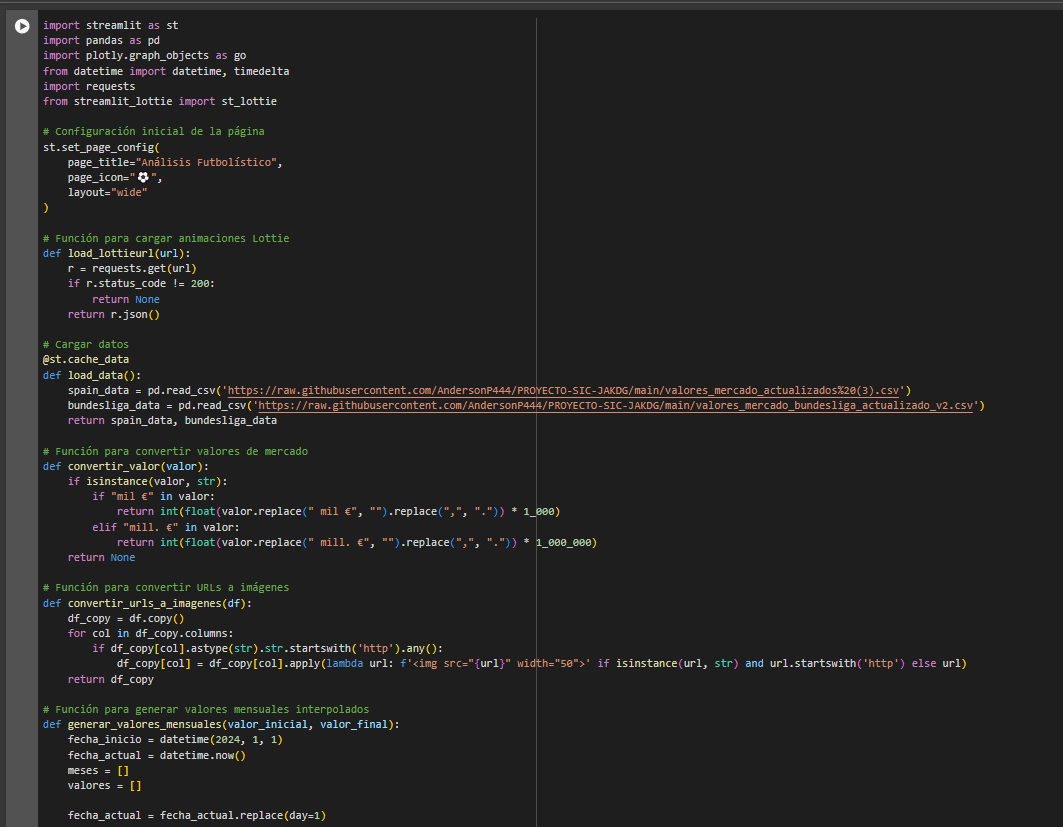 import streamlit as st
import pandas as pd
import plotly.graph_objects as go
from datetime import datetime, timedelta
import requests
from streamlit_lottie import st_lottie

# Configuración inicial de la página
st.set_page_config(
    page_title="Análisis Futbolístico",
    page_icon="⚽",
    layout="wide"
)

# Función para cargar animaciones Lottie
def load_lottieurl(url):
    r = requests.get(url)
    if r.status_code != 200:
        return None
    return r.json()

# Cargar datos
@st.cache_data
def load_data():
    spain_data = pd.read_csv('https://raw.githubusercontent.com/AndersonP444/PROYECTO-SIC-JAKDG/main/valores_mercado_actualizados%20(3).csv')
    bundesliga_data = pd.read_csv('https://raw.githubusercontent.com/AndersonP444/PROYECTO-SIC-JAKDG/main/valores_mercado_bundesliga_actualizado_v2.csv')
    return spain_data, bundesliga_data

# Función para convertir valores de mercado
def convertir_valor(valor):
    if isinstance(valor, str):
        if "mil €" in valor:
            return int(float(valor.replace(" mil €", "").replace(",", ".")) * 1_000)
        elif "mill. €" in valor:
            return int(float(valor.replace(" mill. €", "").replace(",", ".")) * 1_000_000)
    return None

# Función para convertir URLs a imágenes
def convertir_urls_a_imagenes(df):
    df_copy = df.copy()
    for col in df_copy.columns:
        if df_copy[col].astype(str).str.startswith('http').any():
            df_copy[col] = df_copy[col].apply(lambda url: f'<img src="{url}" width="50">' if isinstance(url, str) and url.startswith('http') else url)
    return df_copy

# Función para generar valores mensuales interpolados
def generar_valores_mensuales(valor_inicial, valor_final):
    fecha_inicio = datetime(2024, 1, 1)
    fecha_actual = datetime.now()
    meses = []
    valores = []

    fecha_actual = fecha_actual.replace(day=1)